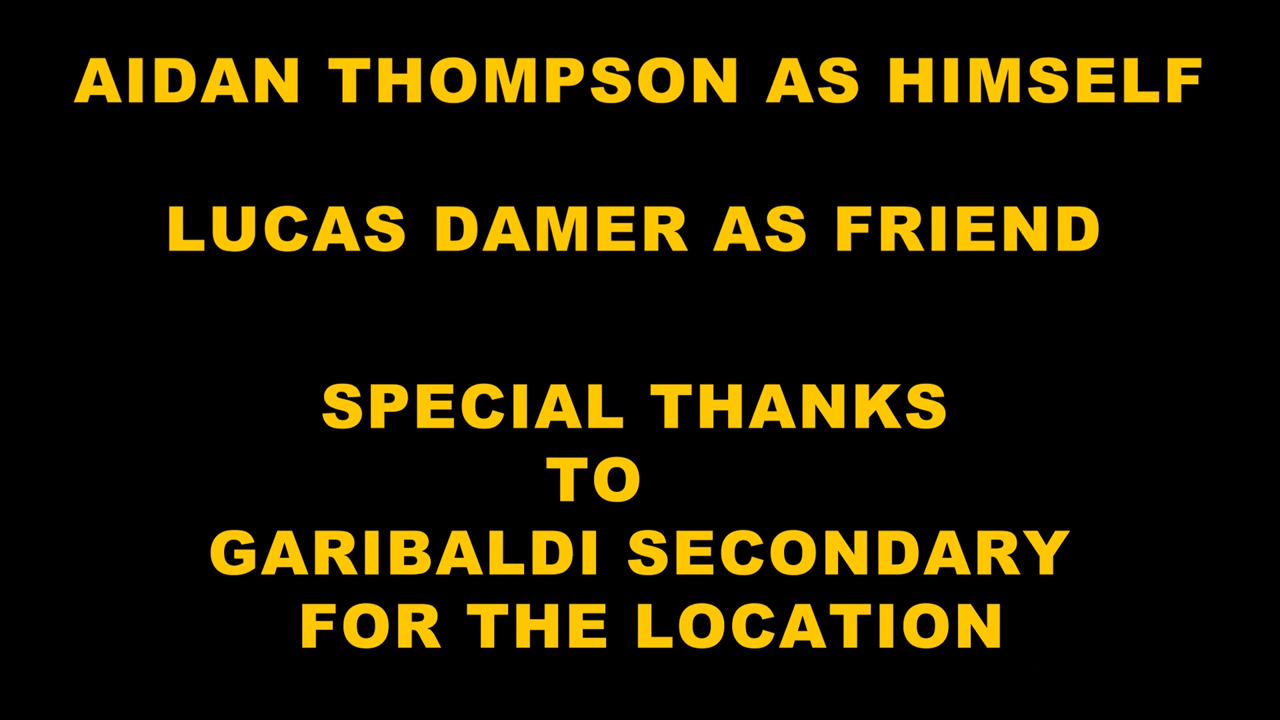 AIDAN THOMPSON AS HIMSELF
LUCAS DAMER AS FRIEND
SPECIAL THANKS
TO
GARIBALDI SECONDARY
FOR THE LOCATION